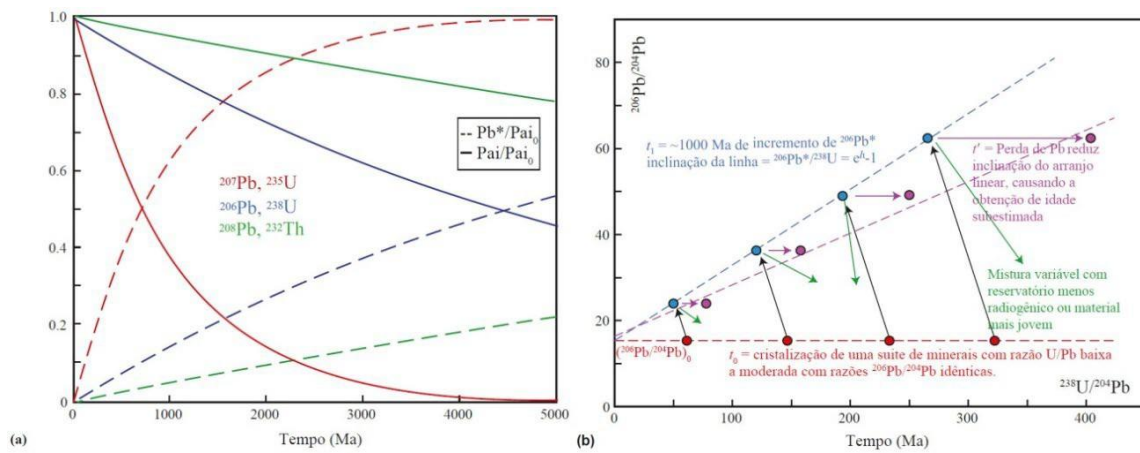 1.0
0.8
0.6
0.4
0.2
0
0
1000
2000
3000
4000
5000
Pb*/Pai₀
Pai/Pai₀
²⁰⁷Pb, ²³⁵U
²⁰⁶Pb, ²³⁸U
²⁰⁸Pb, ²³²Th
Tempo (Ma)
(a)
²⁰⁶Pb/²⁰⁴Pb
80
60
40
20
0
0
100
200
300
400
t₁ = ~1000 Ma de incremento de ²⁰⁶Pb*
inclinação da linha = ²⁰⁶Pb*/²³⁸U = eˡᵗ-1
t' = Perda de Pb reduz
inclinação do arranjo
linear, causando a
obtenção de idade
subestimada
Mistura variável com
reservatório menos
radiogênico ou material
mais jovem
(²⁰⁶Pb/²⁰⁴Pb)₀
t₀ = cristalização de uma suite de minerais com razão U/Pb baixa
a moderada com razões ²⁰⁶Pb/²⁰⁴Pb idênticas.
²³⁸U/²⁰⁴Pb
Tempo (Ma)
(b)